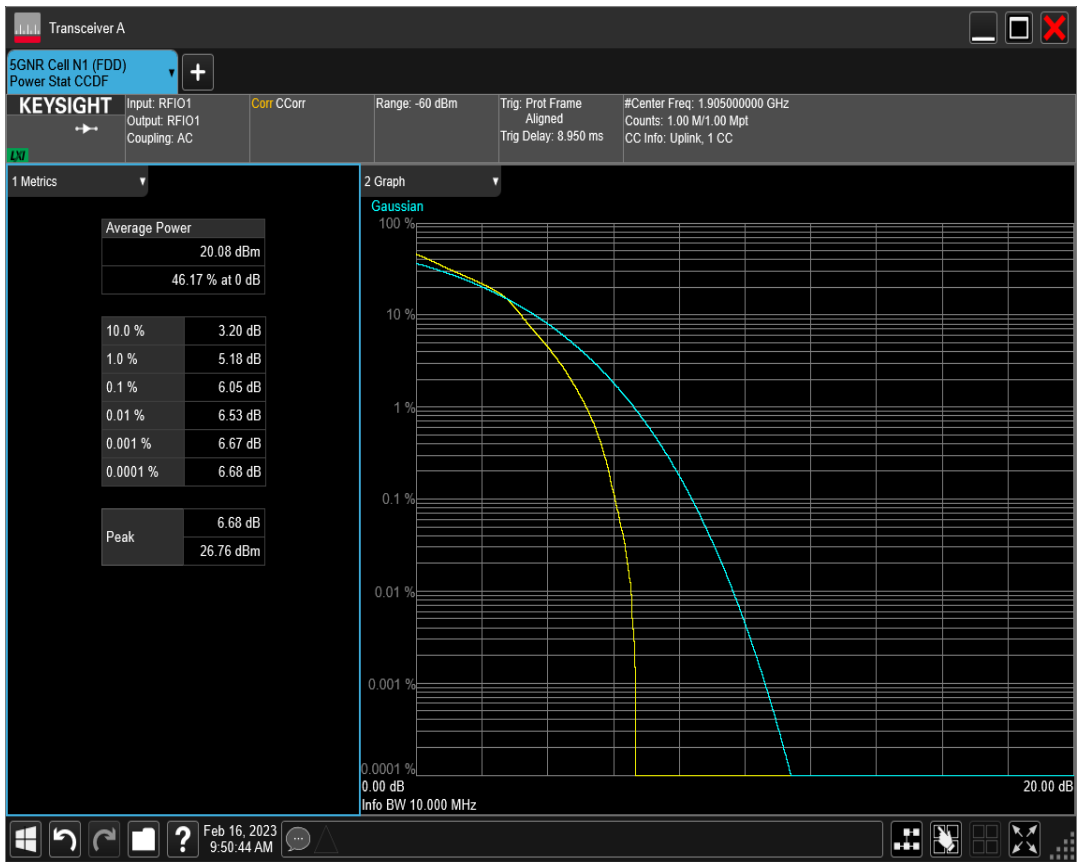 Transceiver A
5GNR Cell N1 (FDD)
Power Stat CCDF
+
KEYSIGHT
LXI
Input: RFIO1
Output: RFIO1
Coupling: AC
Corr CCorr
Range: -60 dBm
Trig: Prot Frame
Aligned
Trig Delay: 8.950 ms
#Center Freq: 1.905000000 GHz
Counts: 1.00 M/1.00 Mpt
CC Info: Uplink, 1 CC
1 Metrics
Average Power
20.08 dBm
46.17 % at 0 dB
10.0 % 3.20 dB
1.0 % 5.18 dB
0.1 % 6.05 dB
0.01 % 6.53 dB
0.001 % 6.67 dB
0.0001 % 6.68 dB
Peak
6.68 dB
26.76 dBm
2 Graph
Gaussian
100 %
10 %
1 %
0.1 %
0.01 %
0.001 %
0.0001 %
0.00 dB 20.00 dB
Info BW 10.000 MHz
?
Feb 16, 2023
9:50:44 AM